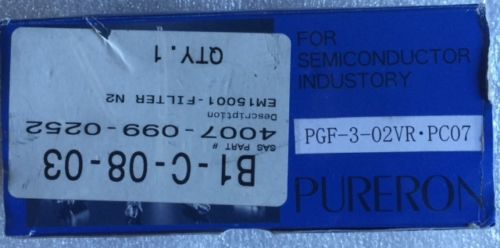 FOR
SEMICONDUCTOR
INDUSTORY
PGF-3-02VR·PC07
PURERON
B1-C-08-03
GAS PART #
4007-099-0252
Description
EM15001-FILTER N2
QTY.1